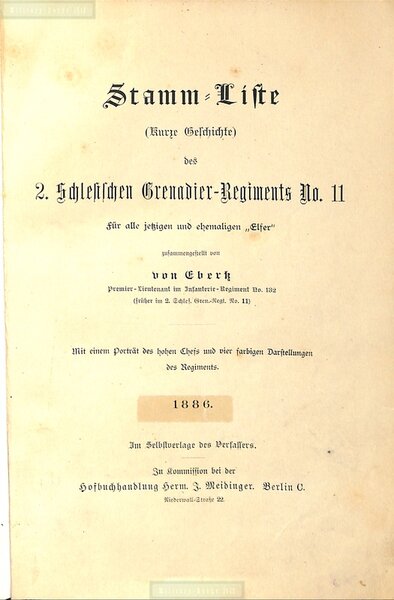 Stamm-Liste
(Kurze Geschichte)
des
2. Schlesischen Grenadier-Regiments No. 11
Für alle jetzigen und ehemaligen „Elfer“
zusammengestellt von
von Ebertz
Premier-Lieutenant im Infanterie-Regiment No. 132
(früher im 2. Schles. Gren.-Regt. No. 11)
Mit einem Porträt des hohen Chefs und vier farbigen Darstellungen
des Regiments.
1886.
Im Selbstverlage des Verfassers.
In Kommission bei der
Hofbuchhandlung Herm. J. Meidinger. Berlin C.
Niederwall-Straße 22.